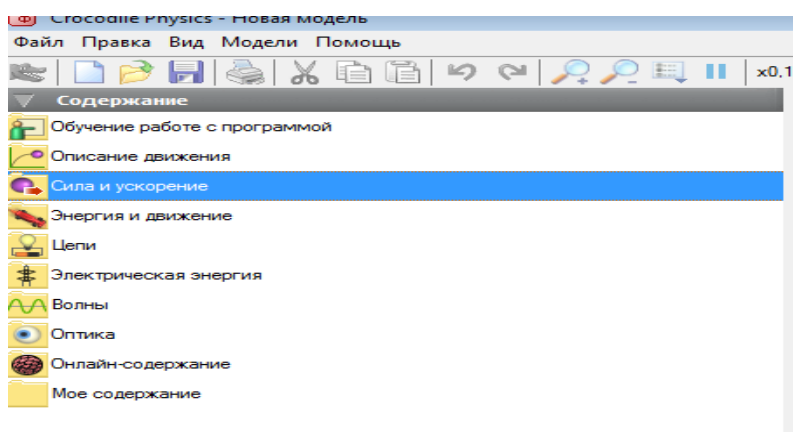 Crocodile Physics - Новая модель
Файл Правка Вид Модели Помощь
x0.1
Содержание
Обучение работе с программой
Описание движения
Сила и ускорение
Энергия и движение
Цепи
Электрическая энергия
Волны
Оптика
Онлайн-содержание
Мое содержание